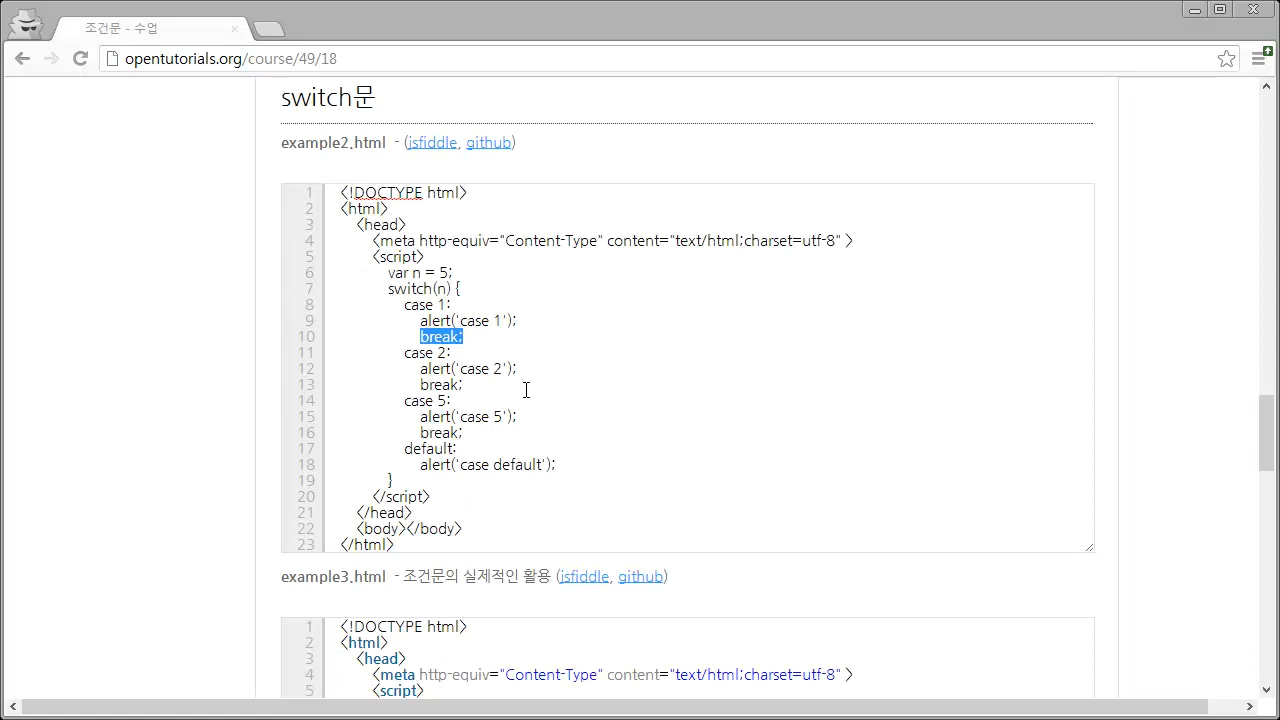 조건문 - 수업
opentutorials.org/course/49/18
switch문
example2.html - (jsfiddle, github)
1 <!DOCTYPE html>
2 <html>
3 <head>
4 <meta http-equiv="Content-Type" content="text/html;charset=utf-8" >
5 <script>
6 var n = 5;
7 switch(n) {
8 case 1:
9 alert('case 1');
10 break;
11 case 2:
12 alert('case 2');
13 break;
14 case 5:
15 alert('case 5');
16 break;
17 default:
18 alert('case default');
19 }
20 </script>
21 </head>
22 <body></body>
23 </html>
example3.html - 조건문의 실제적인 활용 (jsfiddle, github)
1 <!DOCTYPE html>
2 <html>
3 <head>
4 <meta http-equiv="Content-Type" content="text/html;charset=utf-8" >
5 <script>